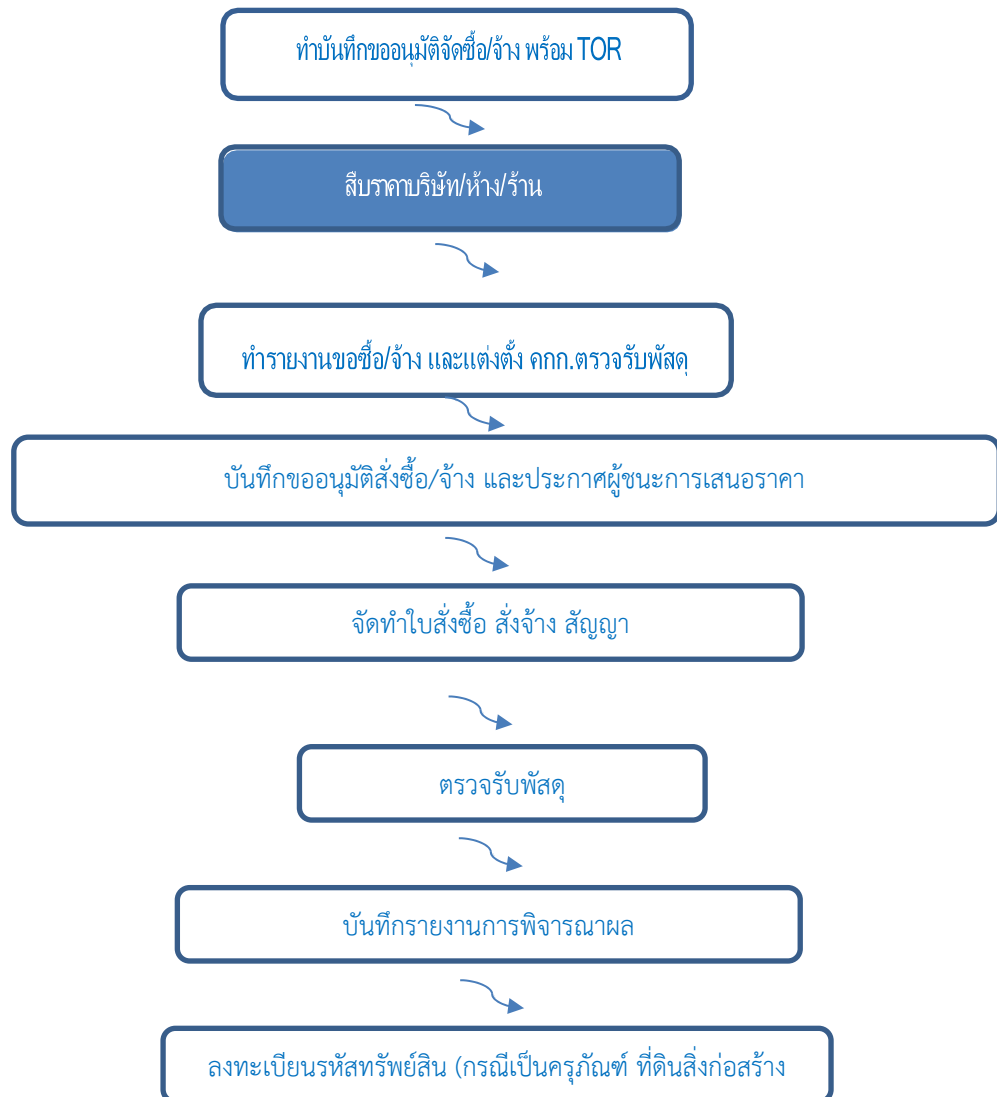 ทำบันทึกขออนุมัติจัดซื้อ/จ้าง พร้อม TOR
สืบราคาบริษัท/ห้าง/ร้าน
ทำรายงานขอซื้อ/จ้าง และแต่งตั้ง คกก.ตรวจรับพัสดุ
บันทึกขออนุมัติสั่งซื้อ/จ้าง และประกาศผู้ชนะการเสนอราคา
จัดทำใบสั่งซื้อ สั่งจ้าง สัญญา
ตรวจรับพัสดุ
บันทึกรายงานการพิจารณาผล
ลงทะเบียนรหัสทรัพย์สิน (กรณีเป็นครุภัณฑ์ ที่ดินสิ่งก่อสร้าง